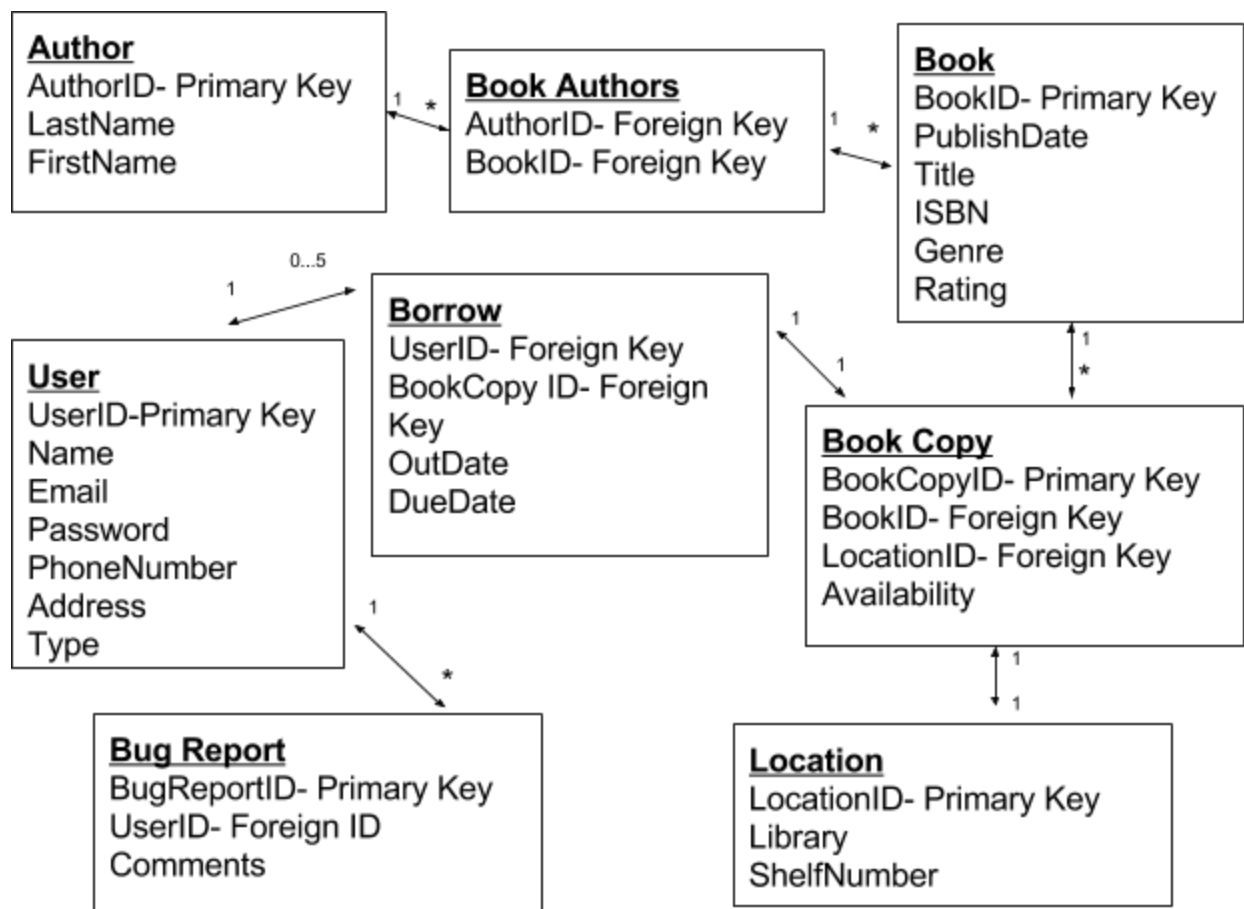 Author
AuthorID- Primary Key
LastName
FirstName
1
*
Book Authors
AuthorID- Foreign Key
BookID- Foreign Key
1
*
Book
BookID- Primary Key
PublishDate
Title
ISBN
Genre
Rating
0...5
1
Borrow
UserID- Foreign Key
BookCopy ID- Foreign
Key
OutDate
DueDate
1
1
1
*
User
UserID-Primary Key
Name
Email
Password
PhoneNumber
Address
Type
Book Copy
BookCopyID- Primary Key
BookID- Foreign Key
LocationID- Foreign Key
Availability
1
*
1
1
Bug Report
BugReportID- Primary Key
UserID- Foreign ID
Comments
Location
LocationID- Primary Key
Library
ShelfNumber